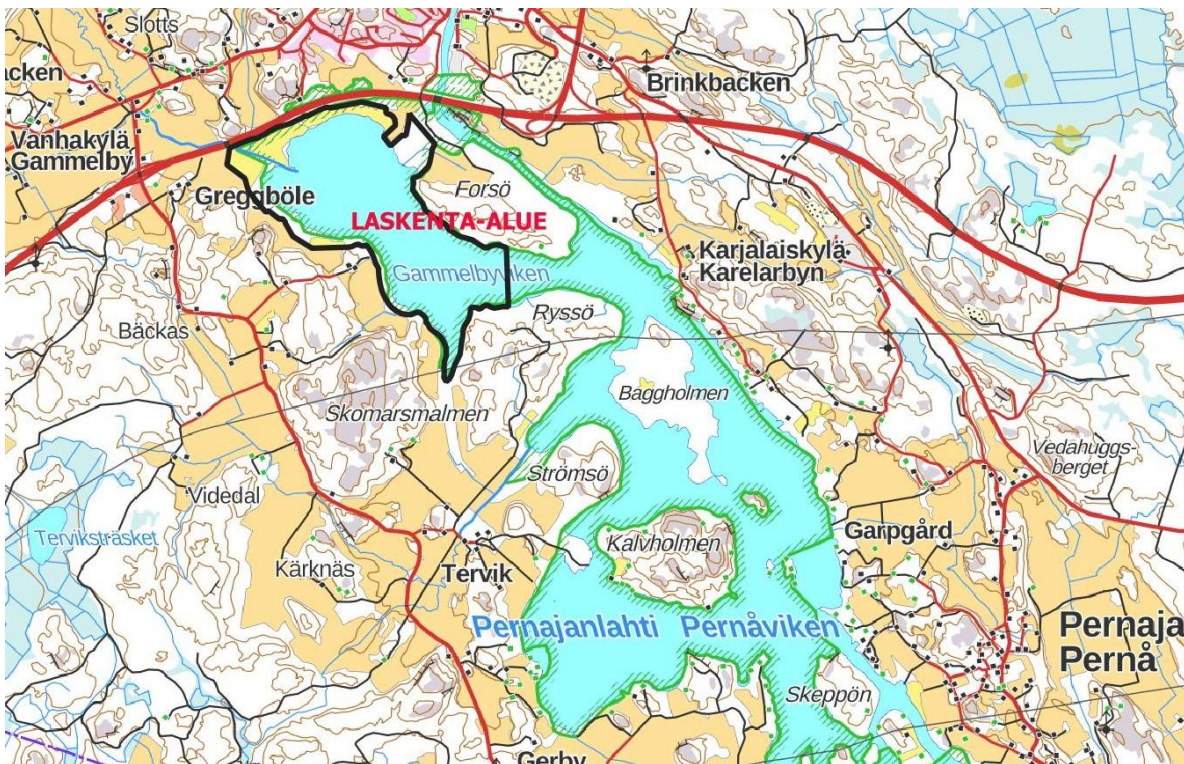 Slotts
acken
Brinkbacken
Vanhakylä
Gammelby
Greggböle
Forsö
LASKENTA-ALUE
Karjalaiskylä
Karelarbyn
Gammelbyviken
Ryssö
Bäckas
Baggholmen
Skomarsmalmen
Vedahuggs-
berget
Strömsö
Videdal
Garpgård
Terviksträsket
Kalvholmen
Kärknäs
Tervik
Pernajanlahti Pernåviken
Pernaja
Pernå
Skeppön
Gerby